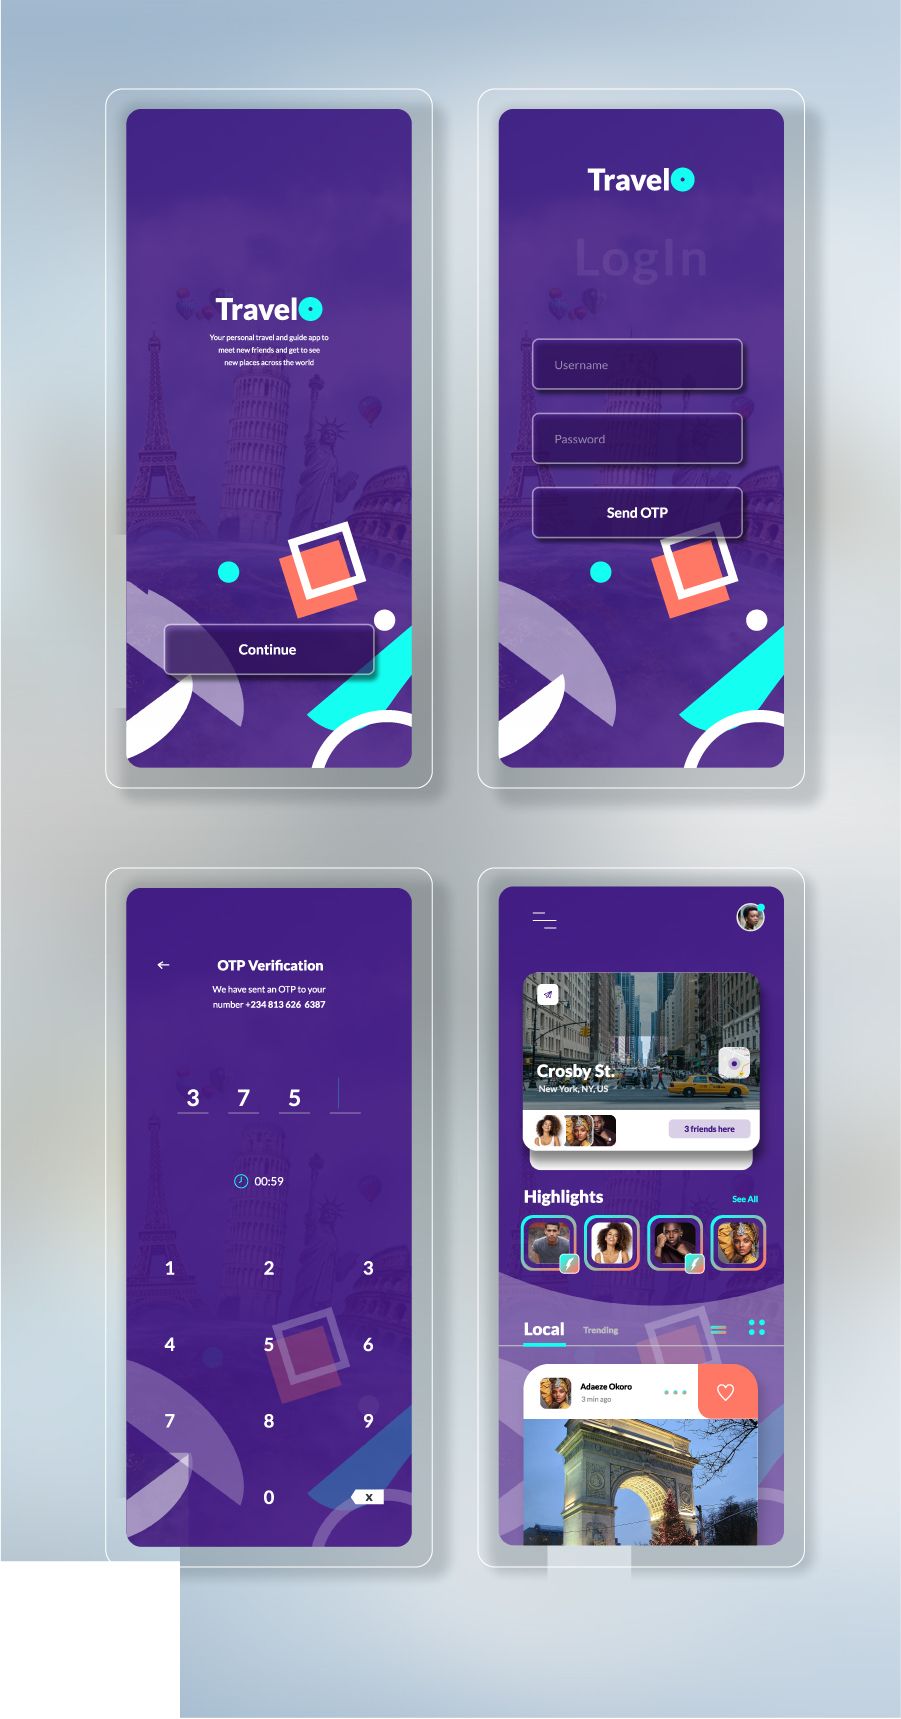 Travelo
Your personal travel and guide app to
meet new friends and get to see
new places across the world
Continue
Travelo
LogIn
Username
Password
Send OTP
OTP Verification
We have sent an OTP to your
number +234 813 626 6387
3 7 5
00:59
1 2 3
4 5 6
7 8 9
0 X
Crosby St.
New York, NY, US
3 friends here
Highlights
See All
Local
Trending
Adaeze Okoro
3 min ago